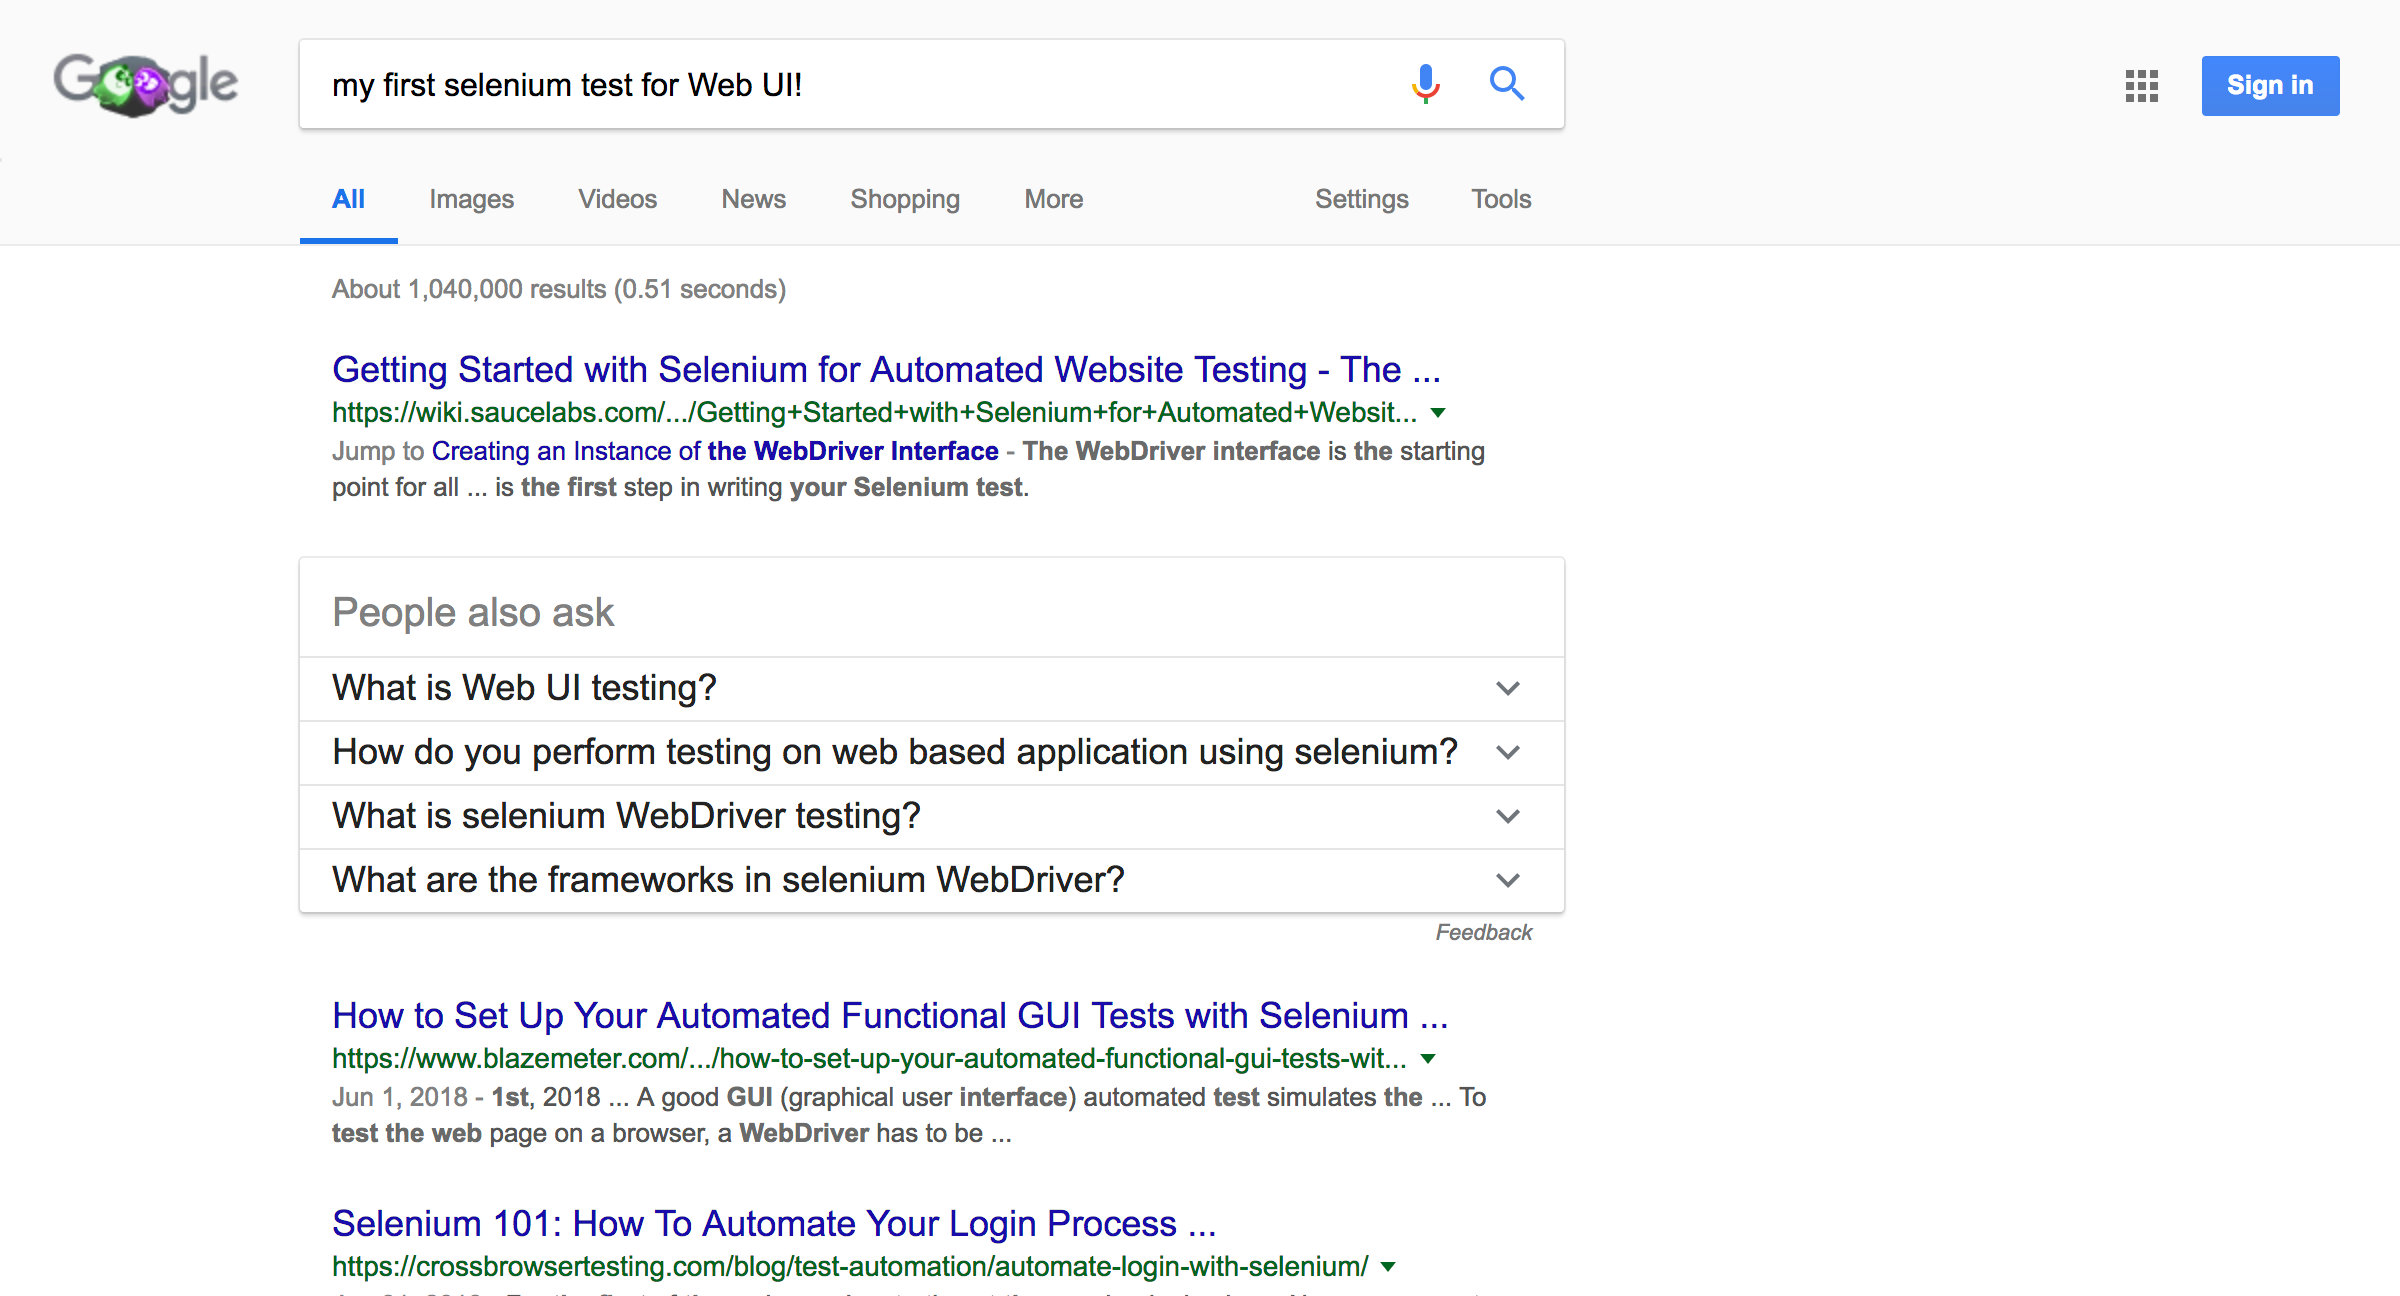 Google
my first selenium test for Web UI!
Sign in
All Images Videos News Shopping More Settings Tools
About 1,040,000 results (0.51 seconds)
Getting Started with Selenium for Automated Website Testing - The ...
https://wiki.saucelabs.com/.../Getting+Started+with+Selenium+for+Automated+Websit...
Jump to Creating an Instance of the WebDriver Interface - The WebDriver interface is the starting
point for all ... is the first step in writing your Selenium test.
People also ask
What is Web UI testing?
How do you perform testing on web based application using selenium?
What is selenium WebDriver testing?
What are the frameworks in selenium WebDriver?
Feedback
How to Set Up Your Automated Functional GUI Tests with Selenium ...
https://www.blazemeter.com/.../how-to-set-up-your-automated-functional-gui-tests-wit...
Jun 1, 2018 - 1st, 2018 ... A good GUI (graphical user interface) automated test simulates the ... To
test the web page on a browser, a WebDriver has to be ...
Selenium 101: How To Automate Your Login Process ...
https://crossbrowsertesting.com/blog/test-automation/automate-login-with-selenium/